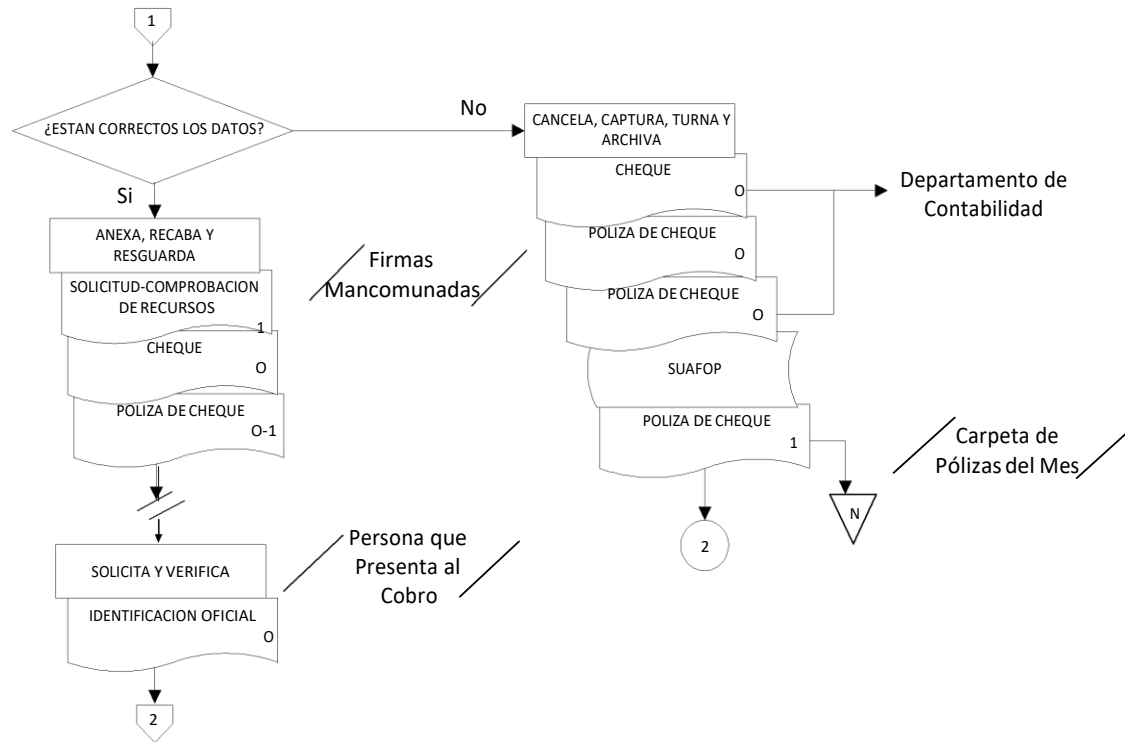 1
¿ESTAN CORRECTOS LOS DATOS?
No
Si
CANCELA, CAPTURA, TURNA Y
ARCHIVA
CHEQUE
O
Departamento de
Contabilidad
POLIZA DE CHEQUE
O
POLIZA DE CHEQUE
O
SUAFOP
POLIZA DE CHEQUE
1
Carpeta de
Pólizas del Mes
N
2
ANEXA, RECABA Y
RESGUARDA
Firmas
Mancomunadas
SOLICITUD-COMPROBACION
DE RECURSOS
1
CHEQUE
O
POLIZA DE CHEQUE
O-1
SOLICITA Y VERIFICA
Persona que
Presenta al
Cobro
IDENTIFICACION OFICIAL
O
2